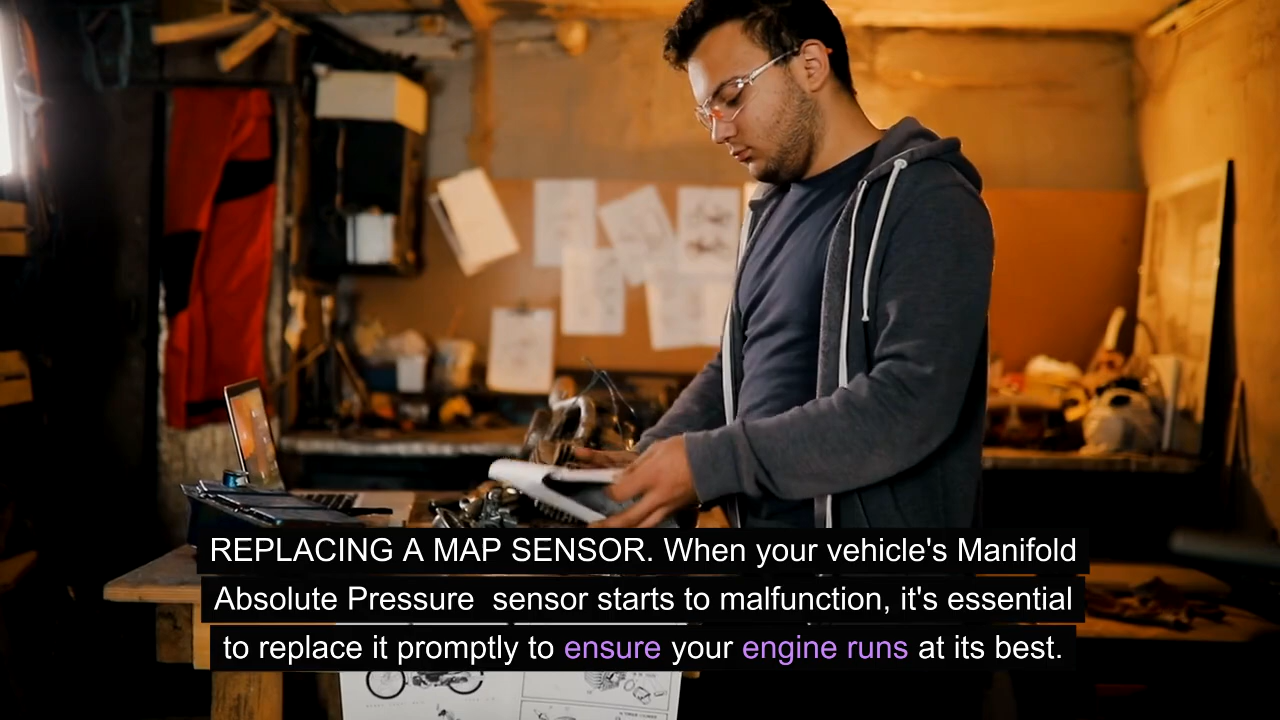 REPLACING A MAP SENSOR. When your vehicle's Manifold
Absolute Pressure  sensor starts to malfunction, it's essential
to replace it promptly to ensure your engine runs at its best.